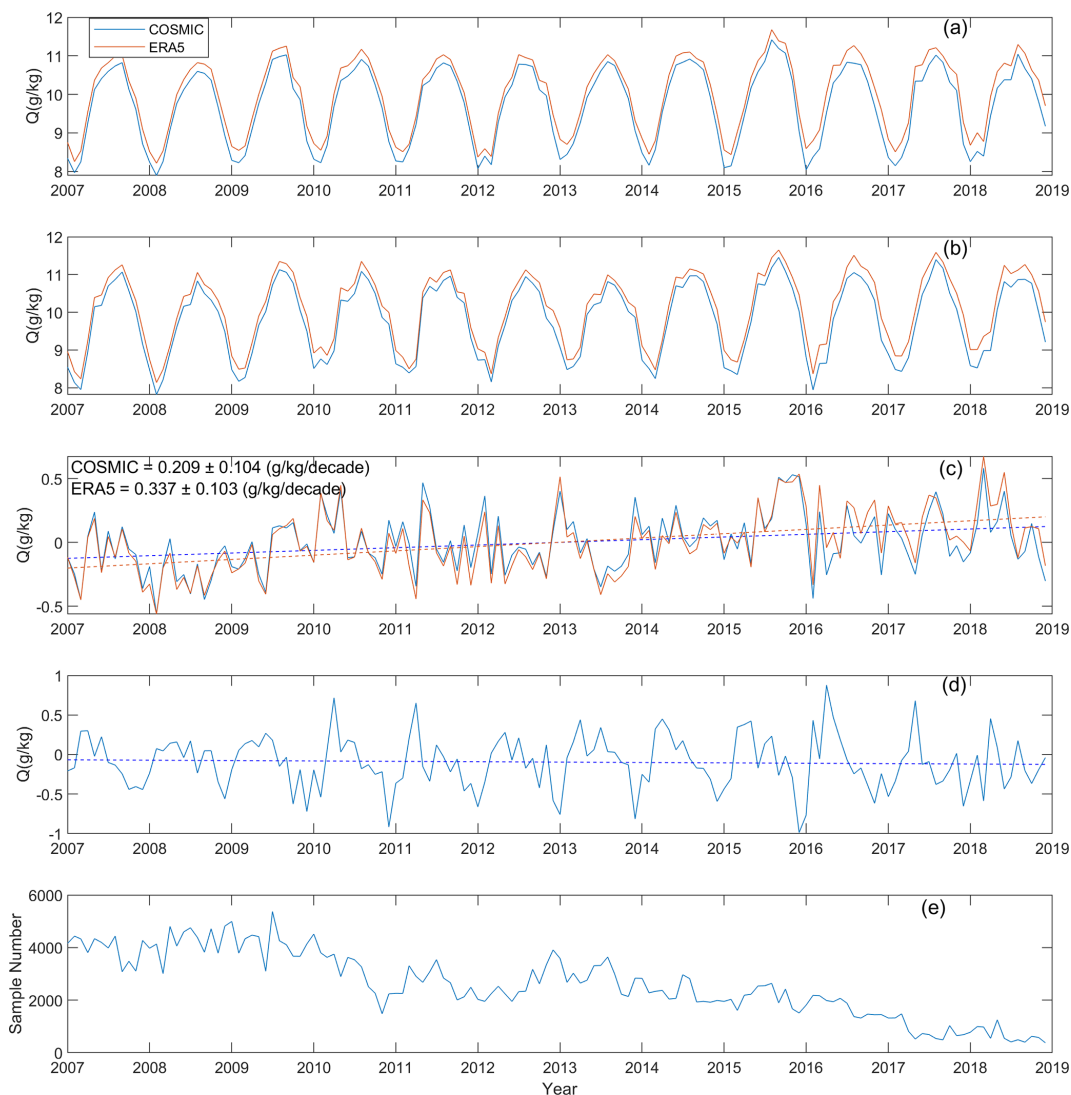 12
11
10
9
8
Q(g/kg)
COSMIC
ERA5
(a)
2007 2008 2009 2010 2011 2012 2013 2014 2015 2016 2017 2018 2019
12
11
10
9
8
Q(g/kg)
(b)
2007 2008 2009 2010 2011 2012 2013 2014 2015 2016 2017 2018 2019
0.5
0
-0.5
Q(g/kg)
COSMIC = 0.209 ± 0.104 (g/kg/decade)
ERA5 = 0.337 ± 0.103 (g/kg/decade)
(c)
2007 2008 2009 2010 2011 2012 2013 2014 2015 2016 2017 2018 2019
1
0.5
0
-0.5
-1
Q(g/kg)
(d)
2007 2008 2009 2010 2011 2012 2013 2014 2015 2016 2017 2018 2019
6000
4000
2000
0
Sample Number
(e)
2007 2008 2009 2010 2011 2012 2013 2014 2015 2016 2017 2018 2019
Year